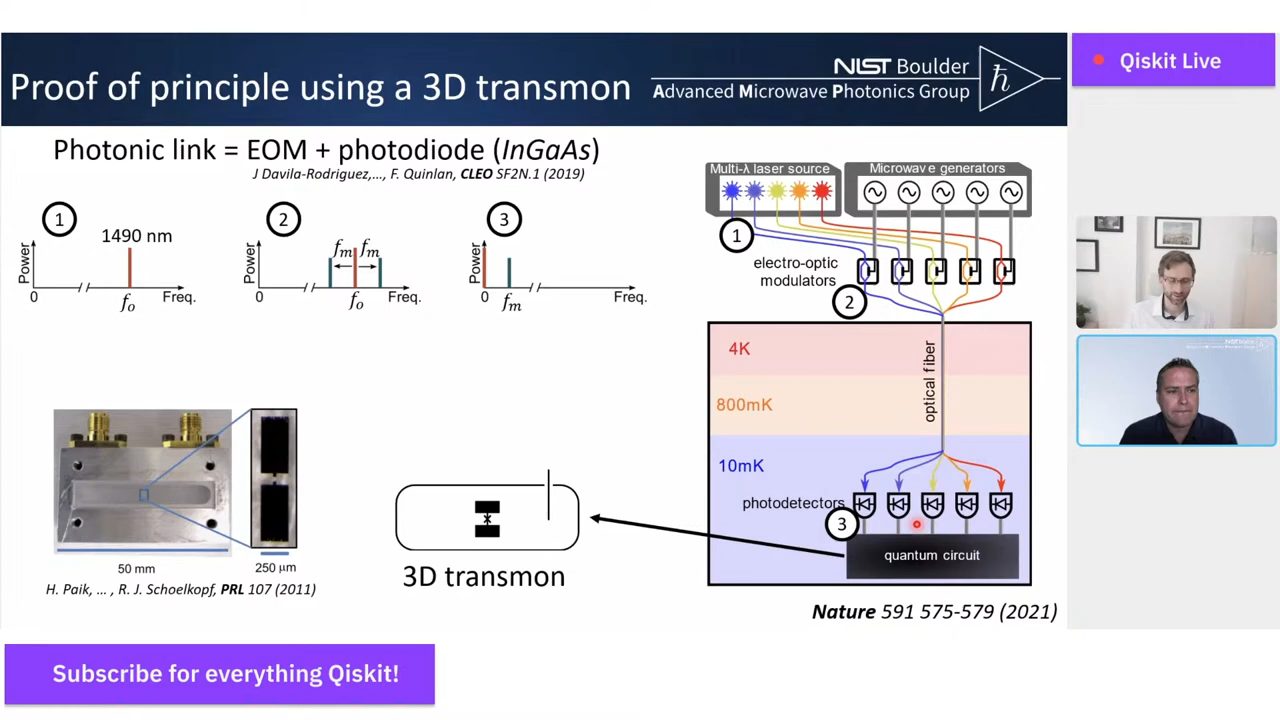 Proof of principle using a 3D transmon
NIST Boulder
Advanced Microwave Photonics Group
ħ
Qiskit Live
Photonic link = EOM + photodiode (InGaAs)
J Davila-Rodriguez,..., F. Quinlan, CLEO SF2N.1 (2019)
1
1490 nm
Power
0
fo
Freq.
2
fm
fm
Power
0
fo
Freq.
3
Power
0
fm
Freq.
Multi-λ laser source
Microwave generators
1
electro-optic
modulators
2
4K
800mK
10mK
optical fiber
photodetectors
3
quantum circuit
50 mm
250 μm
H. Paik, ... , R. J. Schoelkopf, PRL 107 (2011)
3D transmon
Nature 591 575-579 (2021)
Subscribe for everything Qiskit!